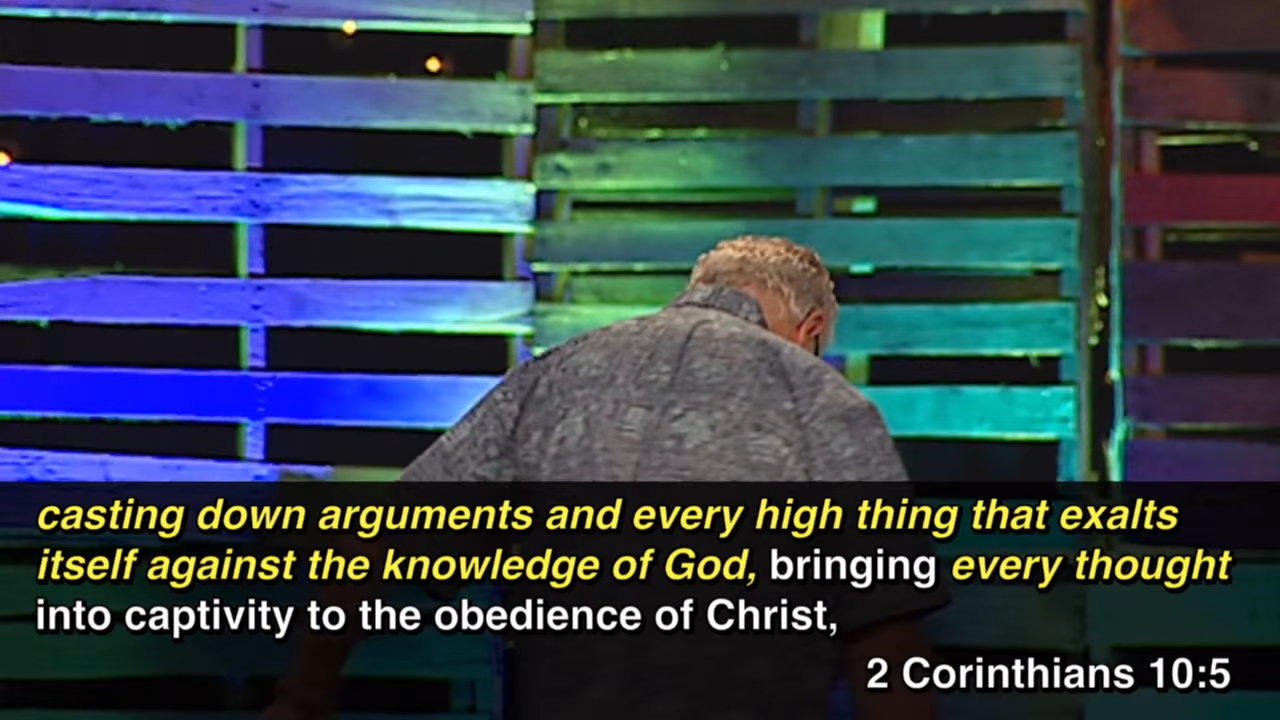 casting down arguments and every high thing that exalts
itself against the knowledge of God, bringing every thought
into captivity to the obedience of Christ,
2 Corinthians 10:5